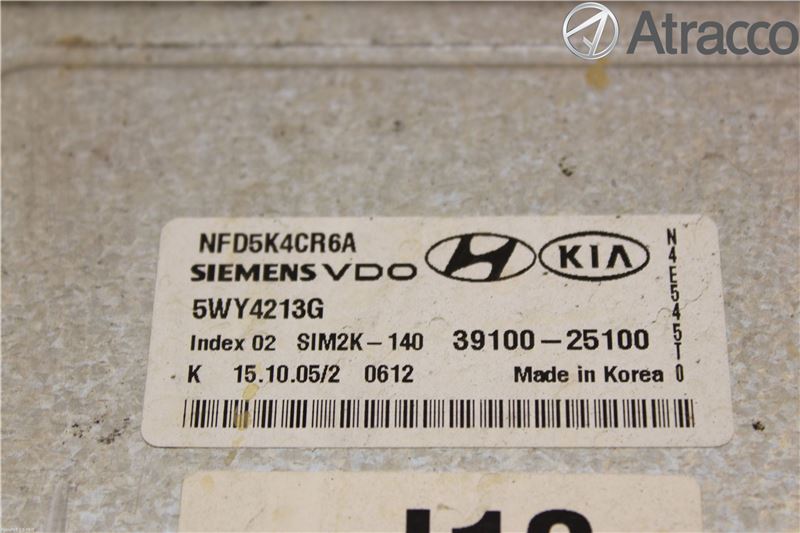 Atracco
NFD5K4CR6A
SIEMENS VDO
KIA
5WY4213G
Index 02 SIM2K-140 39100-25100
K 15.10.05/2 0612 Made in Korea
N4E545T0